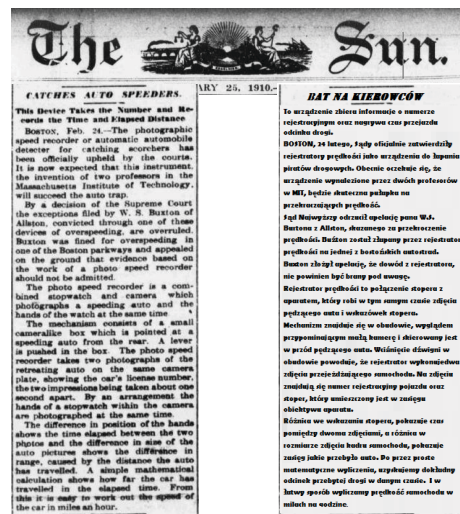 The Sun.
ARY 25, 1910.
CATCHES AUTO SPEEDERS.
This Device Takes the Number and Re-
cords the Time and Elapsed Distance
BOSTON, Feb. 24.—The photographic
speed recorder or automatic automobile
detecter for catching scorchers has
been officially upheld by the courts.
It is now expected that this instrument,
the invention of two professors in the
Massachusetts Institute of Technology,
will succeed the auto trap.
By a decision of the Supreme Court
the exceptions filed by W. S. Buxton of
Allston, convicted through one of these
devices of overspeeding, are overruled.
Buxton was fined for overspeeding in
one of the Boston parkways and appealed
on the ground that evidence based on
the work of a photo speed recorder
should not be admitted.
The photo speed recorder is a com-
bined stopwatch and camera which
photographs a speeding auto and the
hands of the watch at the same time.
The mechanism consists of a small
cameralike box which is pointed at a
speeding auto from the rear. A lever
is pushed in the box. The photo speed
recorder takes two photographs of the
retreating auto on the same camera
plate, showing the car's license number,
the two impressions being taken about one
second apart. By an arrangement the
hands of a stopwatch within the camera
are photographed at the same time.
The difference in position of the hands
shows the time elapsed between the two
photos and the difference in size of the
auto pictures shows the difference in
range, caused by the distance the auto
has travelled. A simple mathematical
calculation shows how far the car has
travelled in the elapsed time. From
this it is easy to work out the speed of
the car in miles an hour.
BAT NA KIEROWCÓW
To urządzenie zbiera informacje o numerze
rejestracyjnym oraz nagrywa czas przejazdu
odcinka drogi.
BOSTON, 24 lutego, Sądy oficjalnie zatwierdziły
rejestratory prędkości jako urządzenia do łapania
piratów drogowych. Obecnie oczekuje się, że
urządzenie wynalezione przez dwóch profesorów
w MIT, będzie skuteczna pułapka na
przekraczających prędkość.
Sąd Najwyższy odrzucił apelację pana W.S.
Burtona z Allston, skazanego za przekroczenie
prędkości. Buxton został złapany przez rejestrator
prędkości na jednej z bostońskich autostrad.
Buxton złożył apelację, że dowód z rejestratora,
nie powinien być brany pod uwagę.
Rejestrator prędkości to połączenie stopera z
aparatem, który robi w tym samym czasie zdjęcia
pędzącego auta i wskazówek stopera.
Mechanizm znajduje się w obudowie, wyglądem
przypominającym małą kamerę i skierowany jest
w przód pędzącego auta. Wciśnięcie dźwigni w
obudowie powoduje, że rejestrator wykonuje dwa
zdjęcia przejeżdżającego samochodu. Na zdjęciu
znajdują się numer rejestracyjny pojazdu oraz
stoper, który umieszczony jest w zasięgu
obiektywu aparatu.
Różnica we wskazaniu stopera, pokazuje czas
pomiędzy dwoma zdjęciami, a różnica w
rozmiarze zdjęcia kadru samochodu, pokazuje
zasięg jakie przebyło auto. Po przez proste
matematyczne wyliczenia, uzyskujemy dokładny
odcinek przebytej drogi w danym czasie. I w
łatwy sposób wyliczamy prędkość samochodu w
milach na godzinę.